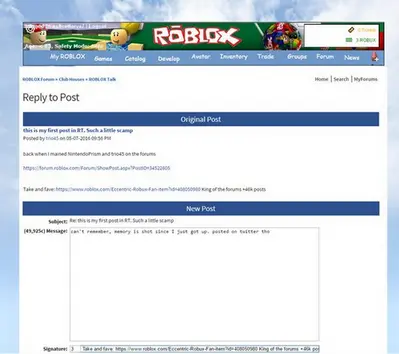 ROBLOX
My ROBLOX Games Catalog Develop Avatar Inventory Trade Groups Forum More
ROBLOX Forum » Club Houses » ROBLOX Talk
Home | Search | MyForums
Reply to Post
Original Post
this is my first post in RT. Such a little scamp
Posted by trio45 on 05-07-2016 09:56 PM
back when I mained NintendoPrism and trio45 on the forums
https://forum.roblox.com/Forum/ShowPost.aspx?PostID=34522605
Take and fave: https://www.roblox.com/Eccentric-Robux-Fan-item?id=408050980 King of the forums +46k posts
New Post
Subject: Re: this is my first post in RT. Such a little scamp
(49,925c) Message: can't remember, memory is shot since I just got up. posted on twitter tho
Signature: 3 Take and fave https://www.roblox.com/Eccentric-Robux-Fan-item?id=408050980 King of the forums +46k pos